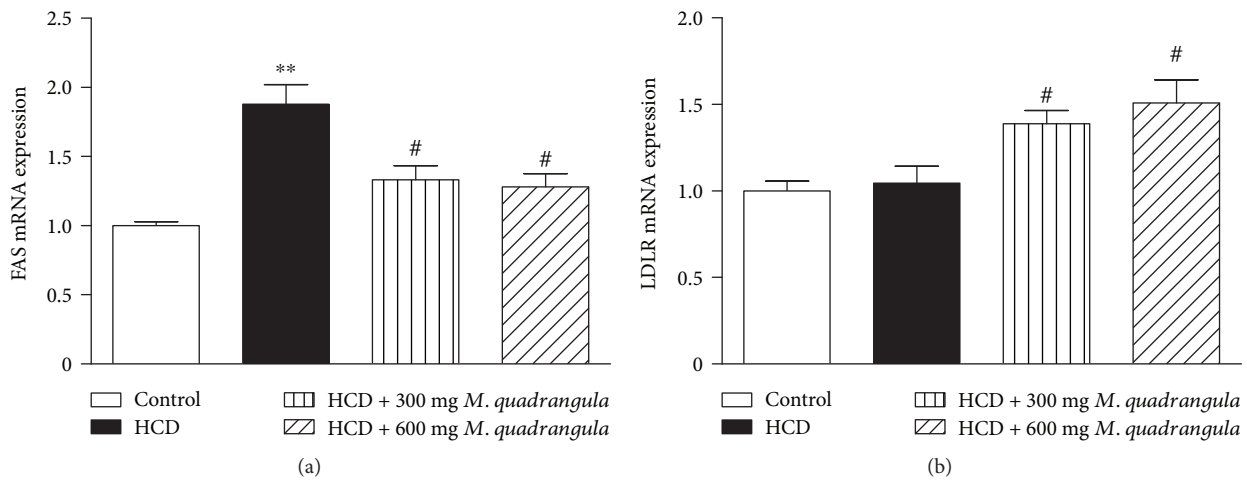 FAS mRNA expression
2.5
2.0
1.5
1.0
0.5
0
**
#
#
Control
HCD
HCD + 300 mg M. quadrangula
HCD + 600 mg M. quadrangula
(a)
LDLR mRNA expression
2.0
1.5
1.0
0.5
0
#
#
Control
HCD
HCD + 300 mg M. quadrangula
HCD + 600 mg M. quadrangula
(b)